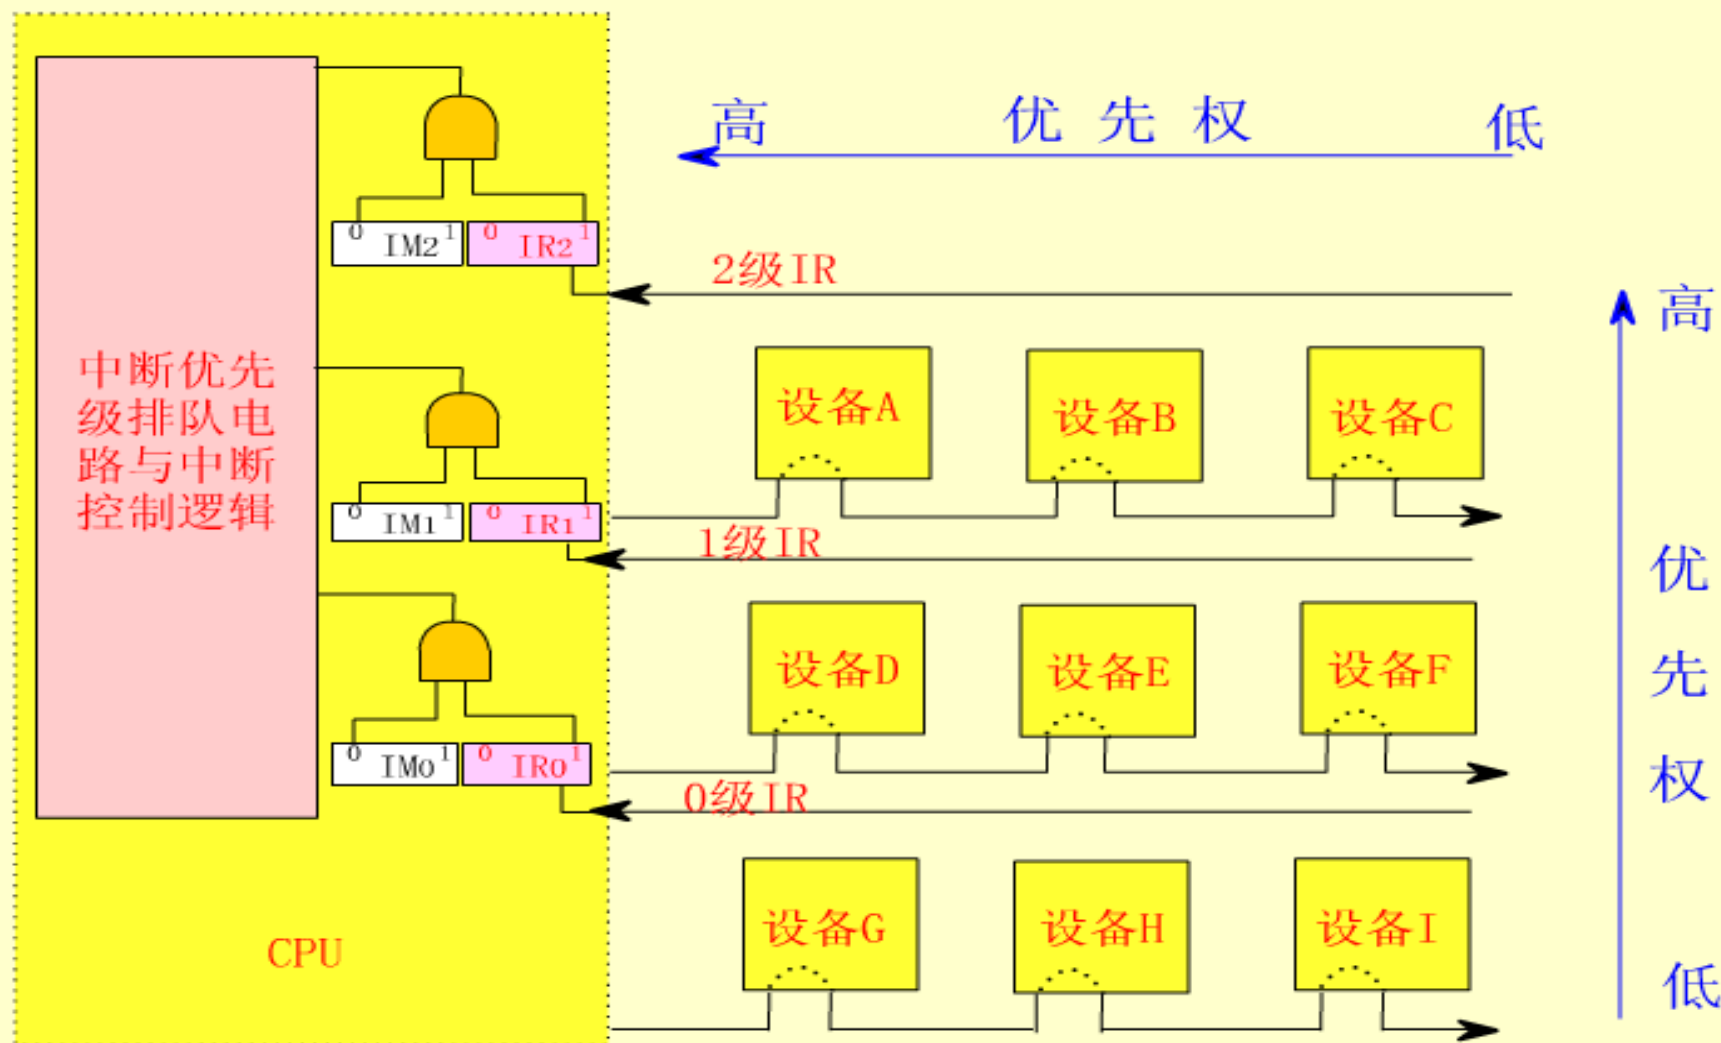 高 优先权 低
0 IM2 1 0 IR2 1
2级IR
高
设备A 设备B 设备C
中断优先
级排队电
路与中断
控制逻辑
0 IM1 1 0 IR1 1
1级IR
优
先
权
低
设备D 设备E 设备F
0 IM0 1 0 IR0 1
0级IR
设备G 设备H 设备I
CPU